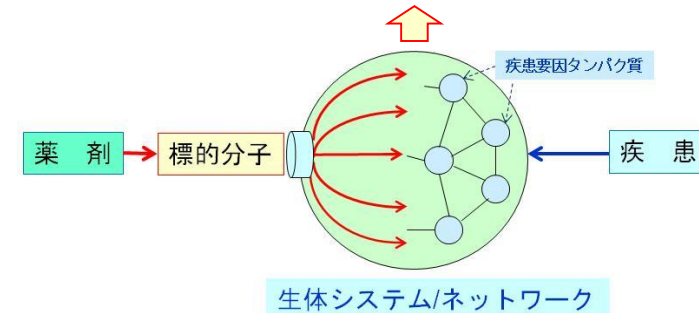 疾患要因タンパク質
薬 剤
標的分子
疾 患
生体システム/ネットワーク